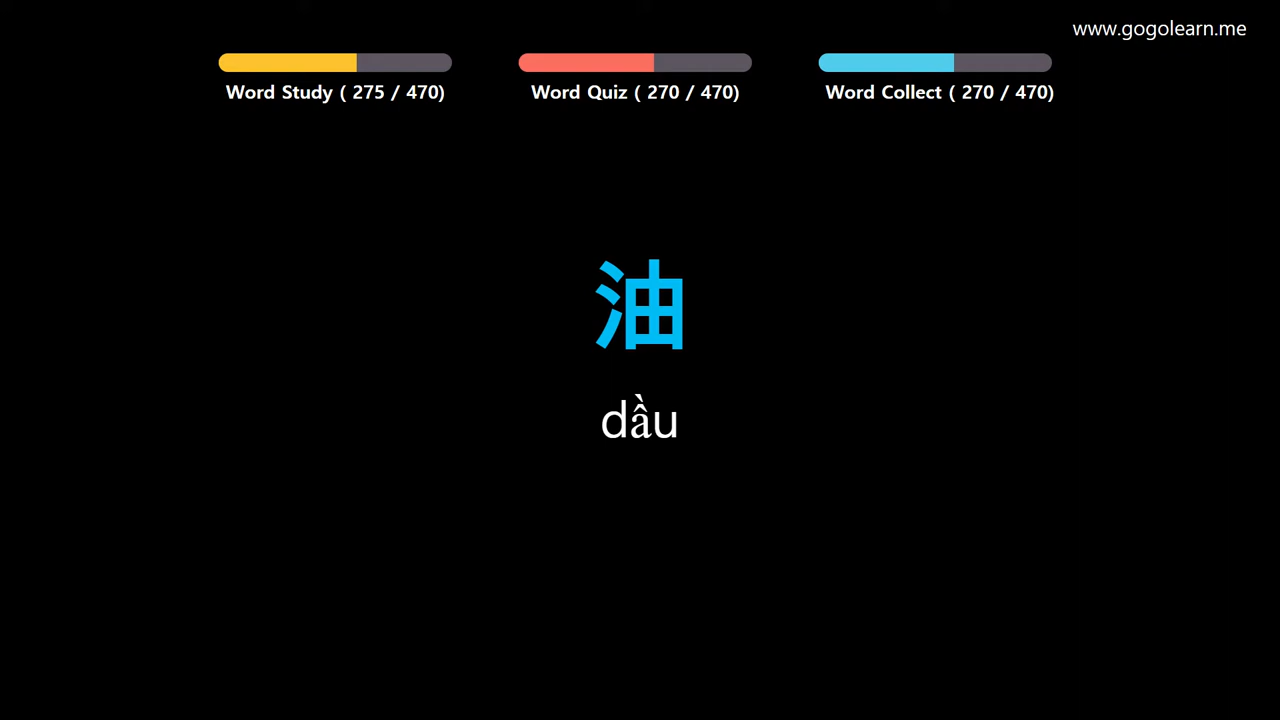 www.gogolearn.me
Word Study ( 275 / 470)
Word Quiz ( 270 / 470)
Word Collect ( 270 / 470)
油
dầu